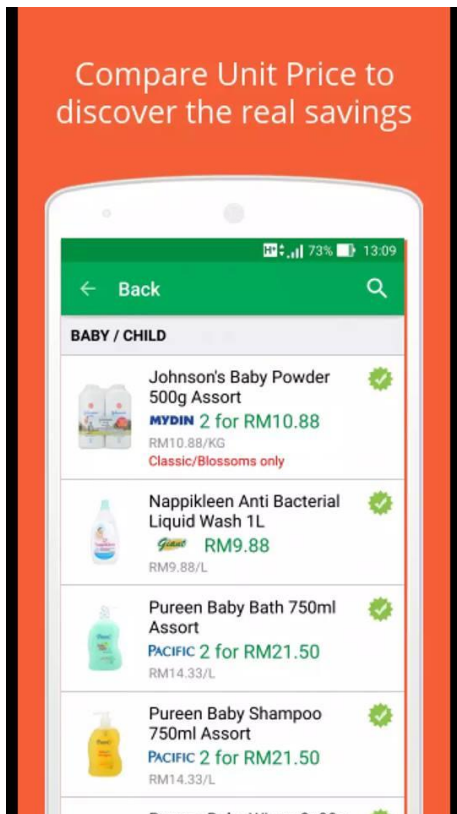 Compare Unit Price to
discover the real savings
H+ 73% 13:09
← Back
BABY / CHILD
Johnson's Baby Powder
500g Assort
MYDIN 2 for RM10.88
RM10.88/KG
Classic/Blossoms only
Nappikleen Anti Bacterial
Liquid Wash 1L
Giant RM9.88
RM9.88/L
Pureen Baby Bath 750ml
Assort
PACIFIC 2 for RM21.50
RM14.33/L
Pureen Baby Shampoo
750ml Assort
PACIFIC 2 for RM21.50
RM14.33/L